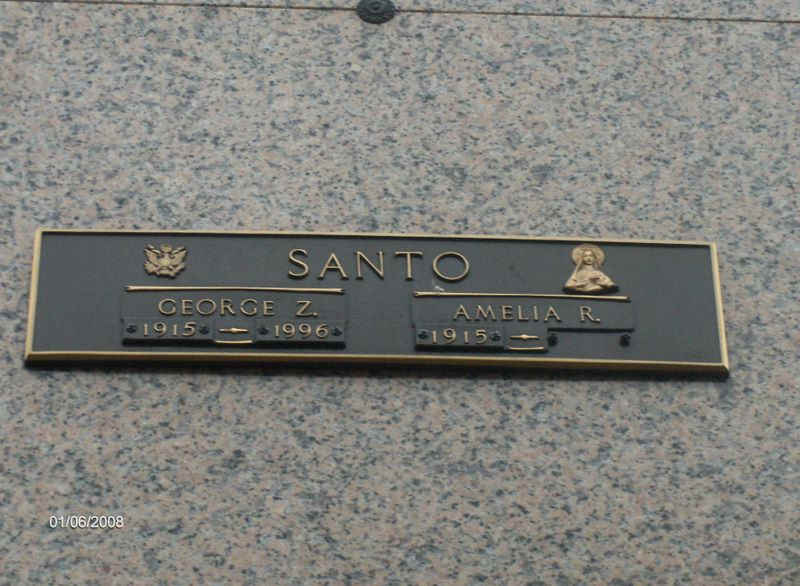 SANTO
GEORGE Z.
1915 - 1996
AMELIA R.
1915 -
01/06/2008